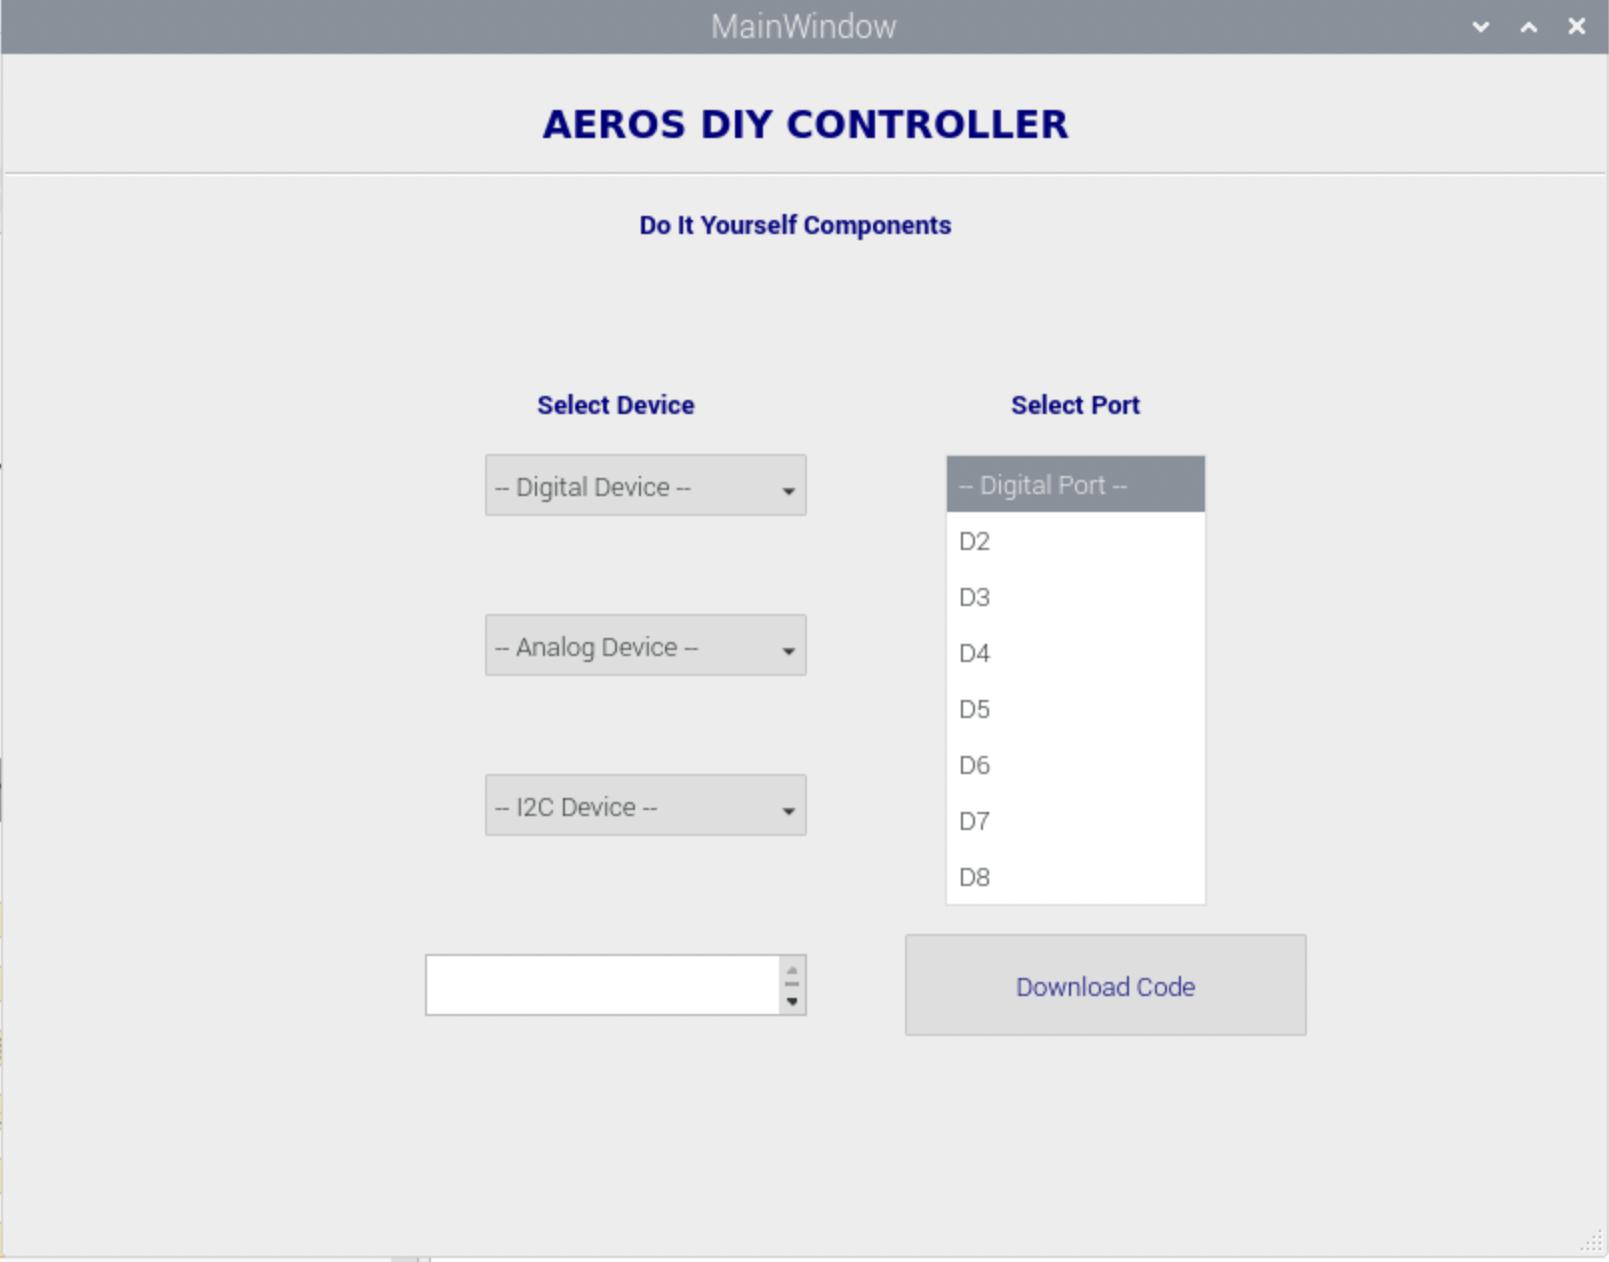 MainWindow
AEROS DIY CONTROLLER
Do It Yourself Components
Select Device
Select Port
-- Digital Device --
-- Digital Port --
D2
D3
-- Analog Device --
D4
D5
D6
-- I2C Device --
D7
D8
Download Code